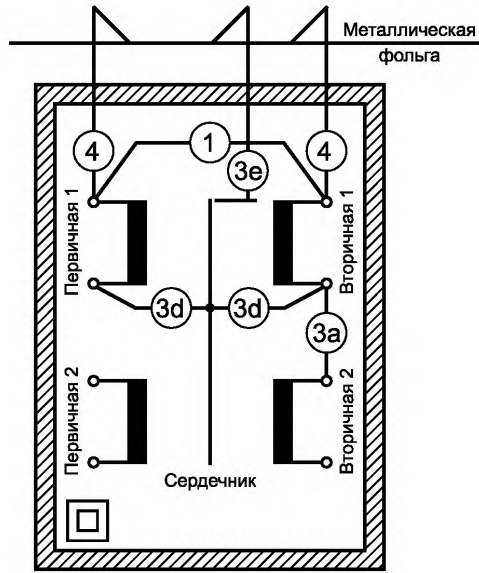 Металлическая
фольга
4
1
4
3e
Первичная 1
Вторичная 1
3d
3d
3a
Первичная 2
Вторичная 2
Сердечник